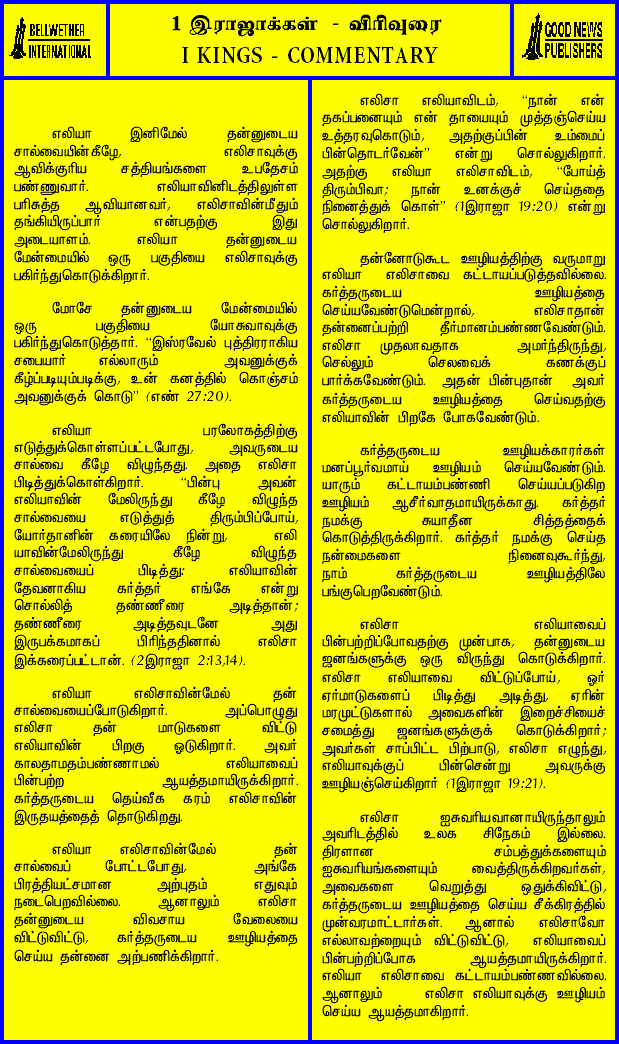 BELLWETHER
INTERNATIONAL
1 இராஜாக்கள் - விரிவுரை
I KINGS - COMMENTARY
GOOD NEWS
PUBLISHERS
எலியா இனிமேல் தன்னுடைய
சால்வையின்கீழே, எலிசாவுக்கு
ஆவிக்குரிய சத்தியங்களை உபதேசம்
பண்ணுவார். எலியாவினிடத்திலுள்ள
பரிசுத்த ஆவியானவர், எலிசாவின்மீதும்
தங்கியிருப்பார் என்பதற்கு இது
அடையாளம். எலியா தன்னுடைய
மேன்மையில் ஒரு பகுதியை எலிசாவுக்கு
பகிர்ந்துகொடுக்கிறார்.
மோசே தன்னுடைய மேன்மையில்
ஒரு பகுதியை யோசுவாவுக்கு
பகிர்ந்துகொடுத்தார். “இஸ்ரவேல் புத்திரராகிய
சபையார் எல்லாரும் அவனுக்குக்
கீழ்ப்படியும்படிக்கு, உன் கனத்தில் கொஞ்சம்
அவனுக்குக் கொடு” (எண் 27:20).
எலியா பரலோகத்திற்கு
எடுத்துக்கொள்ளப்பட்டபோது, அவருடைய
சால்வை கீழே விழுந்தது. அதை எலிசா
பிடித்துக்கொள்கிறார். “பின்பு அவன்
எலியாவின் மேலிருந்து கீழே விழுந்த
சால்வையை எடுத்துத் திரும்பிப்போய்,
யோர்தானின் கரையிலே நின்று, எலி
யாவின்மேலிருந்து கீழே விழுந்த
சால்வையைப் பிடித்து: எலியாவின்
தேவனாகிய கர்த்தர் எங்கே என்று
சொல்லித் தண்ணீரை அடித்தான்;
தண்ணீரை அடித்தவுடனே அது
இருபக்கமாகப் பிரிந்ததினால் எலிசா
இக்கரைப்பட்டான். (2இராஜா 2:13,14).
எலியா எலிசாவின்மேல் தன்
சால்வையைப்போடுகிறார். அப்பொழுது
எலிசா தன் மாடுகளை விட்டு
எலியாவின் பிறகு ஓடுகிறார். அவர்
காலதாமதம்பண்ணாமல் எலியாவைப்
பின்பற்ற ஆயத்தமாயிருக்கிறார்.
கர்த்தருடைய தெய்வீக கரம் எலிசாவின்
இருதயத்தைத் தொடுகிறது.
எலியா எலிசாவின்மேல் தன்
சால்வைப் போட்டபோது, அங்கே
பிரத்தியட்சமான அற்புதம் எதுவும்
நடைபெறவில்லை. ஆனாலும் எலிசா
தன்னுடைய விவசாய வேலையை
விட்டுவிட்டு, கர்த்தருடைய ஊழியத்தை
செய்ய தன்னை அற்பணிக்கிறார்.
எலிசா எலியாவிடம், “நான் என்
தகப்பனையும் என் தாயையும் முத்தஞ்செய்ய
உத்தரவுகொடும், அதற்குப்பின் உம்மைப்
பின்தொடர்வேன்” என்று சொல்லுகிறார்.
அதற்கு எலியா எலிசாவிடம், “போய்த்
திரும்பிவா; நான் உனக்குச் செய்ததை
நினைத்துக் கொள்” (1இராஜா 19:20) என்று
சொல்லுகிறார்.
தன்னோடுகூட ஊழியத்திற்கு வருமாறு
எலியா எலிசாவை கட்டாயப்படுத்தவில்லை.
கர்த்தருடைய ஊழியத்தை
செய்யவேண்டுமென்றால், எலிசாதான்
தன்னைப்பற்றி தீர்மானம்பண்ணவேண்டும்.
எலிசா முதலாவதாக அமர்ந்திருந்து,
செல்லும் செலவைக் கணக்குப்
பார்க்கவேண்டும். அதன் பின்புதான் அவர்
கர்த்தருடைய ஊழியத்தை செய்வதற்கு
எலியாவின் பிறகே போகவேண்டும்.
கர்த்தருடைய ஊழியக்காரர்கள்
மனப்பூர்வமாய் ஊழியம் செய்யவேண்டும்.
யாரும் கட்டாயம்பண்ணி செய்யப்படுகிற
ஊழியம் ஆசீர்வாதமாயிருக்காது. கர்த்தர்
நமக்கு சுயாதீன சித்தத்தைக்
கொடுத்திருக்கிறார். கர்த்தர் நமக்கு செய்த
நன்மைகளை நினைவுகூர்ந்து,
நாம் கர்த்தருடைய ஊழியத்திலே
பங்குபெறவேண்டும்.
எலிசா எலியாவைப்
பின்பற்றிப்போவதற்கு முன்பாக, தன்னுடைய
ஜனங்களுக்கு ஒரு விருந்து கொடுக்கிறார்.
எலிசா எலியாவை விட்டுப்போய், ஓர்
ஏர்மாடுகளைப் பிடித்து அடித்து, ஏரின்
மரமுட்டுகளால் அவைகளின் இறைச்சியைச்
சமைத்து ஜனங்களுக்குக் கொடுக்கிறார்;
அவர்கள் சாப்பிட்ட பிற்பாடு, எலிசா எழுந்து,
எலியாவுக்குப் பின்சென்று அவருக்கு
ஊழியஞ்செய்கிறார் (1இராஜா 19:21).
எலிசா ஐசுவரியவானாயிருந்தாலும்
அவரிடத்தில் உலக சிநேகம் இல்லை.
திரளான சம்பத்துக்களையும்
ஐசுவரியங்களையும் வைத்திருக்கிறவர்கள்,
அவைகளை வெறுத்து ஒதுக்கிவிட்டு,
கர்த்தருடைய ஊழியத்தை செய்ய சீக்கிரத்தில்
முன்வரமாட்டார்கள். ஆனால் எலிசாவோ
எல்லாவற்றையும் விட்டுவிட்டு, எலியாவைப்
பின்பற்றிப்போக ஆயத்தமாயிருக்கிறார்.
எலியா எலிசாவை கட்டாயம்பண்ணவில்லை.
ஆனாலும் எலிசா எலியாவுக்கு ஊழியம்
செய்ய ஆயத்தமாகிறார்.